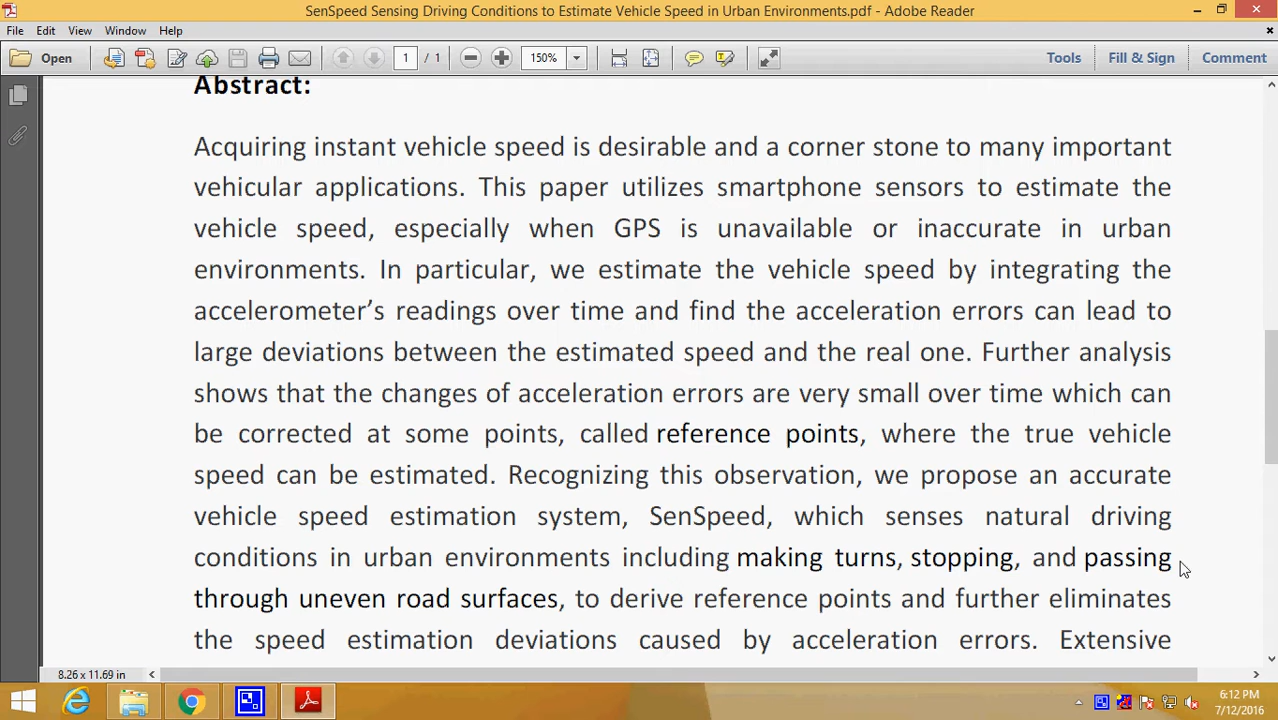 SenSpeed Sensing Driving Conditions to Estimate Vehicle Speed in Urban Environments.pdf - Adobe Reader
File Edit View Window Help
Open 1 / 1 150% Tools Fill & Sign Comment
Abstract:
Acquiring instant vehicle speed is desirable and a corner stone to many important
vehicular applications. This paper utilizes smartphone sensors to estimate the
vehicle speed, especially when GPS is unavailable or inaccurate in urban
environments. In particular, we estimate the vehicle speed by integrating the
accelerometer’s readings over time and find the acceleration errors can lead to
large deviations between the estimated speed and the real one. Further analysis
shows that the changes of acceleration errors are very small over time which can
be corrected at some points, called reference points, where the true vehicle
speed can be estimated. Recognizing this observation, we propose an accurate
vehicle speed estimation system, SenSpeed, which senses natural driving
conditions in urban environments including making turns, stopping, and passing
through uneven road surfaces, to derive reference points and further eliminates
the speed estimation deviations caused by acceleration errors. Extensive
8.26 x 11.69 in
6:12 PM
7/12/2016